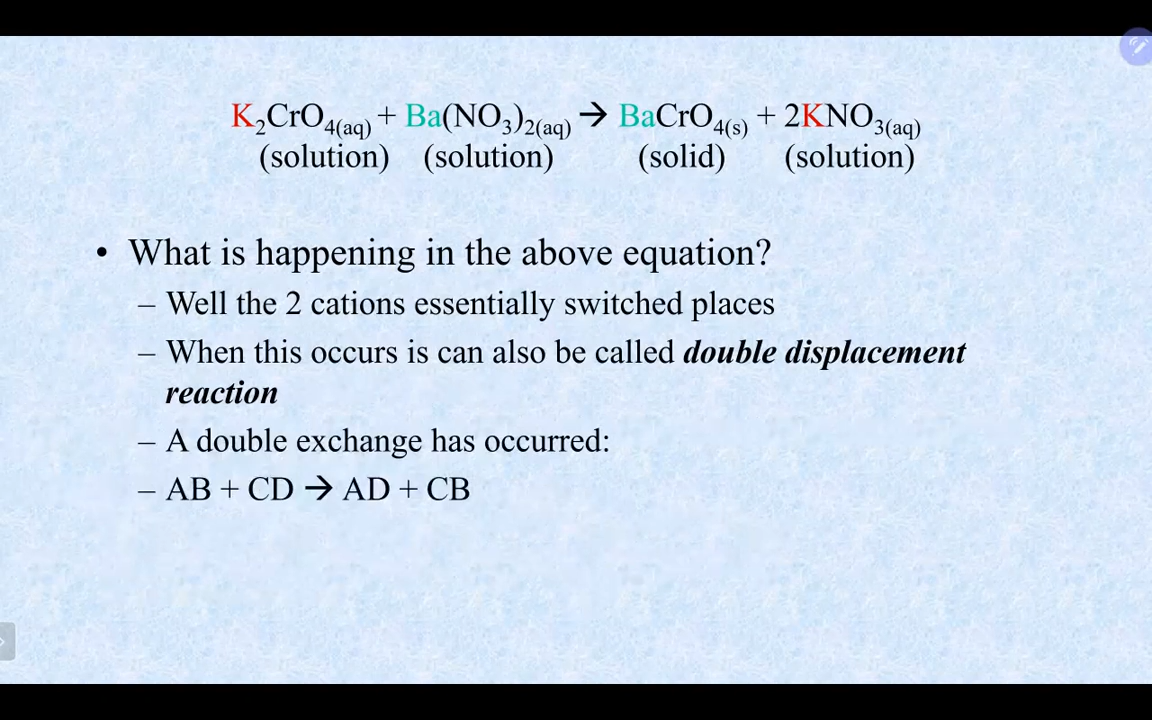 K₂CrO₄(aq) + Ba(NO₃)₂(aq) → BaCrO₄(s) + 2KNO₃(aq)
(solution) (solution) (solid) (solution)
• What is happening in the above equation?
– Well the 2 cations essentially switched places
– When this occurs is can also be called double displacement
reaction
– A double exchange has occurred:
– AB + CD → AD + CB